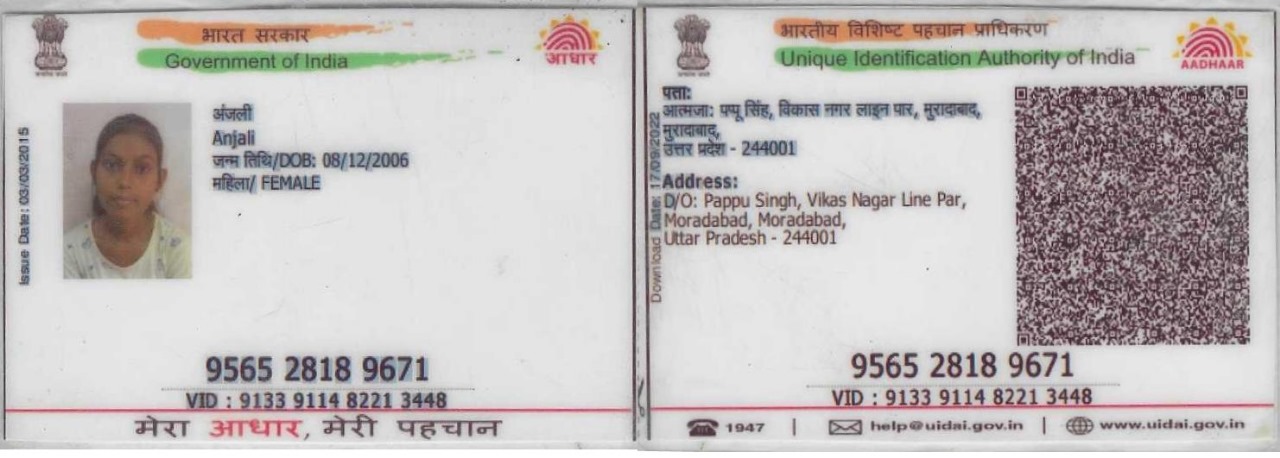 भारत सरकार
Government of India
आधार
Issue Date: 03/03/2015
अंजली
Anjali
जन्म तिथि/DOB: 08/12/2006
महिला/ FEMALE
9565 2818 9671
VID : 9133 9114 8221 3448
मेरा आधार, मेरी पहचान
भारतीय विशिष्ट पहचान प्राधिकरण
Unique Identification Authority of India
AADHAAR
Download Date: 17/09/2022
पता:
आत्मजा: पप्पू सिंह, विकास नगर लाइन पार, मुरादाबाद,
मुरादाबाद,
उत्तर प्रदेश - 244001
Address:
D/O: Pappu Singh, Vikas Nagar Line Par,
Moradabad, Moradabad,
Uttar Pradesh - 244001
9565 2818 9671
VID : 9133 9114 8221 3448
1947 | help@uidai.gov.in | www.uidai.gov.in